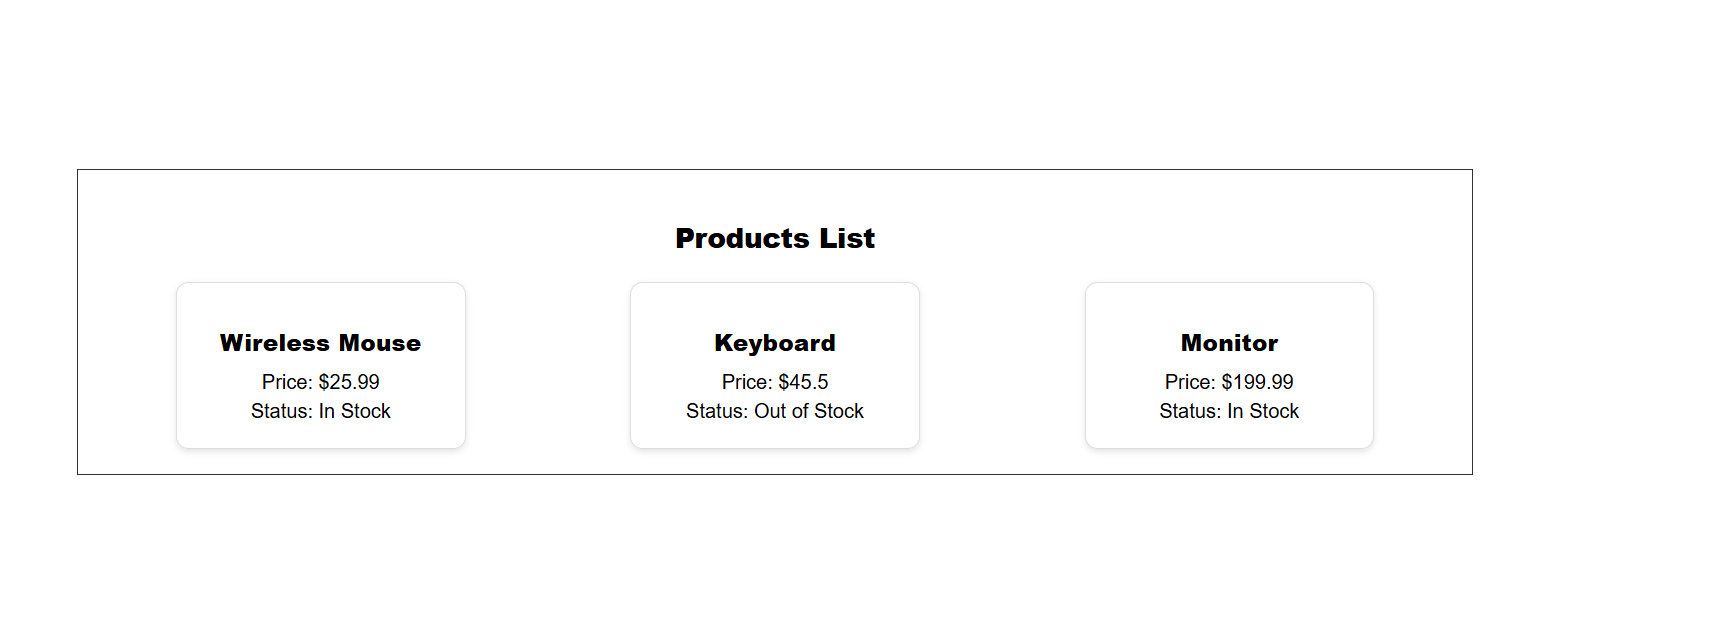 Products List
Wireless Mouse
Price: $25.99
Status: In Stock
Keyboard
Price: $45.5
Status: Out of Stock
Monitor
Price: $199.99
Status: In Stock